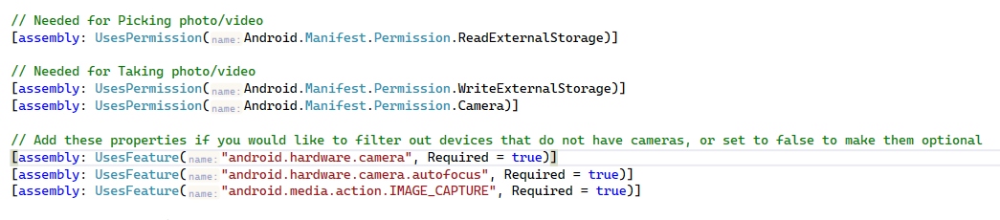 // Needed for Picking photo/video
[assembly: UsesPermission(name:Android.Manifest.Permission.ReadExternalStorage)]
// Needed for Taking photo/video
[assembly: UsesPermission(name:Android.Manifest.Permission.WriteExternalStorage)]
[assembly: UsesPermission(name:Android.Manifest.Permission.Camera)]
// Add these properties if you would like to filter out devices that do not have cameras, or set to false to make them optional
[assembly: UsesFeature(name:"android.hardware.camera", Required = true)]
[assembly: UsesFeature(name:"android.hardware.camera.autofocus", Required = true)]
[assembly: UsesFeature(name:"android.media.action.IMAGE_CAPTURE", Required = true)]